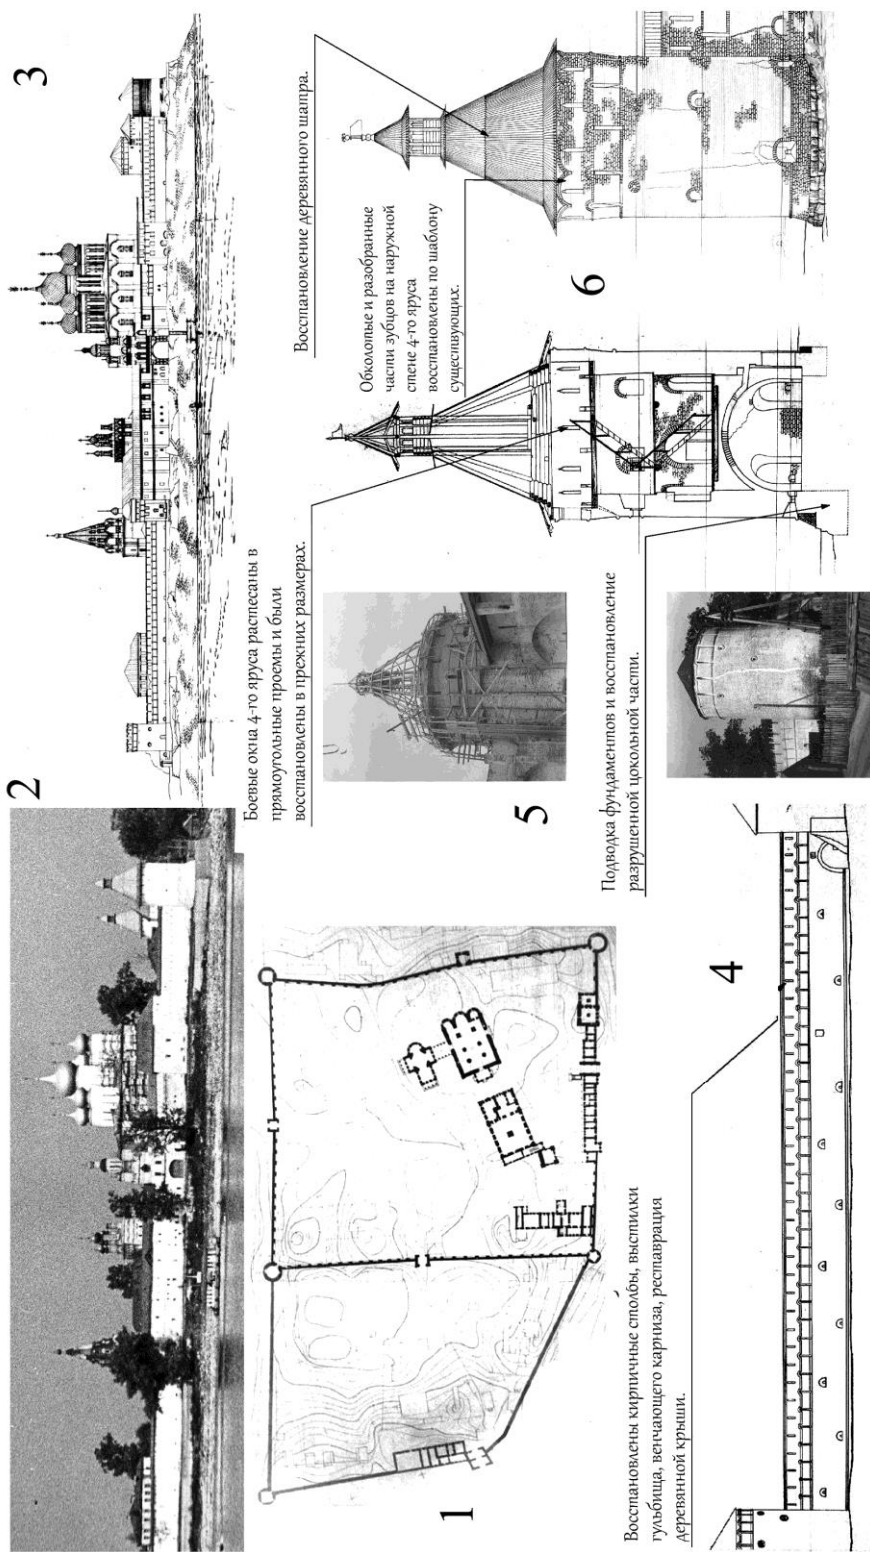 2
3
Боевые окна 4-го яруса растесаны в
прямоугольные проемы и были
восстановлены в прежних размерах.
Восстановление деревянного шатра.
Обколотые и разобранные
части зубцов на наружной
стене 4-го яруса
восстановлены по шаблону
существующих.
1
5
6
Подводка фундаментов и восстановление
разрушенной цокольной части.
Восстановлены кирпичные столбы, выстилки
гульбища, венчающего карниза, реставрация
деревянной крыши.
4